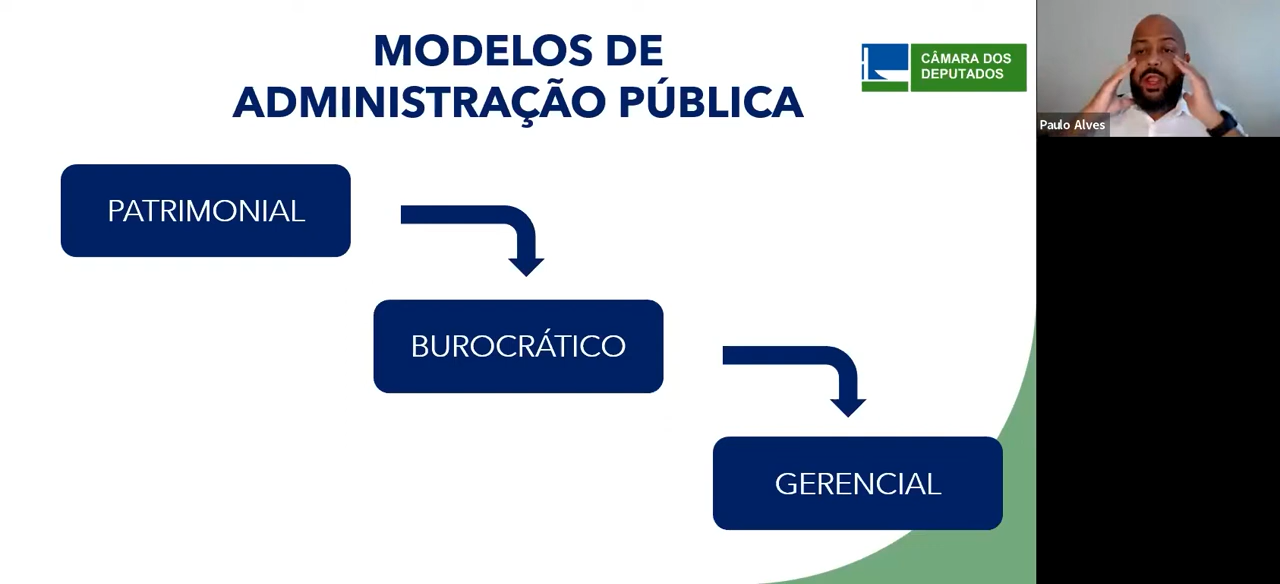 MODELOS DE
ADMINISTRAÇÃO PÚBLICA
CÂMARA DOS
DEPUTADOS
Paulo Alves
PATRIMONIAL
BUROCRÁTICO
GERENCIAL